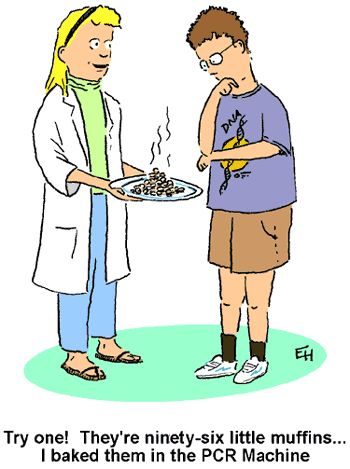 DNA
EH
Try one!  They're ninety-six little muffins...
I baked them in the PCR Machine